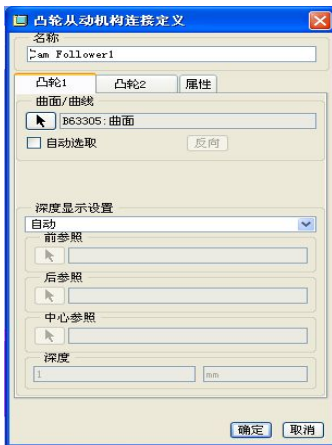 凸轮从动机构连接定义
名称
Cam Follower1
凸轮1 凸轮2 属性
曲面/曲线
B63305:曲面
自动选取 反向
深度显示设置
自动
前参照
后参照
中心参照
深度
1 mm
确定 取消